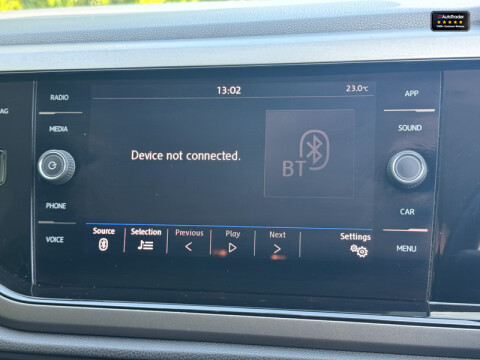 AutoTrader
13:02
23.0°C
RADIO
MEDIA
PHONE
VOICE
Device not connected.
BT
Source
Selection
Previous
Play
Next
Settings
APP
SOUND
CAR
MENU